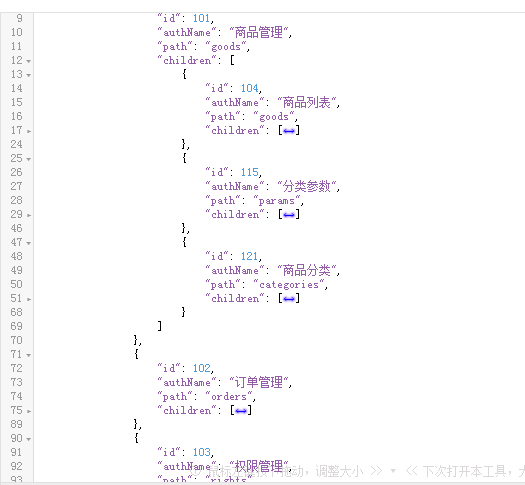 9 "id": 101,
10 "authName": "商品管理",
11 "path": "goods",
12 "children": [
13 {
14 "id": 104,
15 "authName": "商品列表",
16 "path": "goods",
17 "children": [↔]
24 },
25 {
26 "id": 115,
27 "authName": "分类参数",
28 "path": "params",
29 "children": [↔]
46 },
47 {
48 "id": 121,
49 "authName": "商品分类",
50 "path": "categories",
51 "children": [↔]
68 }
69 ]
70 },
71 {
72 "id": 102,
73 "authName": "订单管理",
74 "path": "orders",
75 "children": [↔]
89 },
90 {
91 "id": 103,
92 "authName": "权限管理",
拖动，调整大小 >> ▾ << 下次打开本工具，
93 "path": "rights",